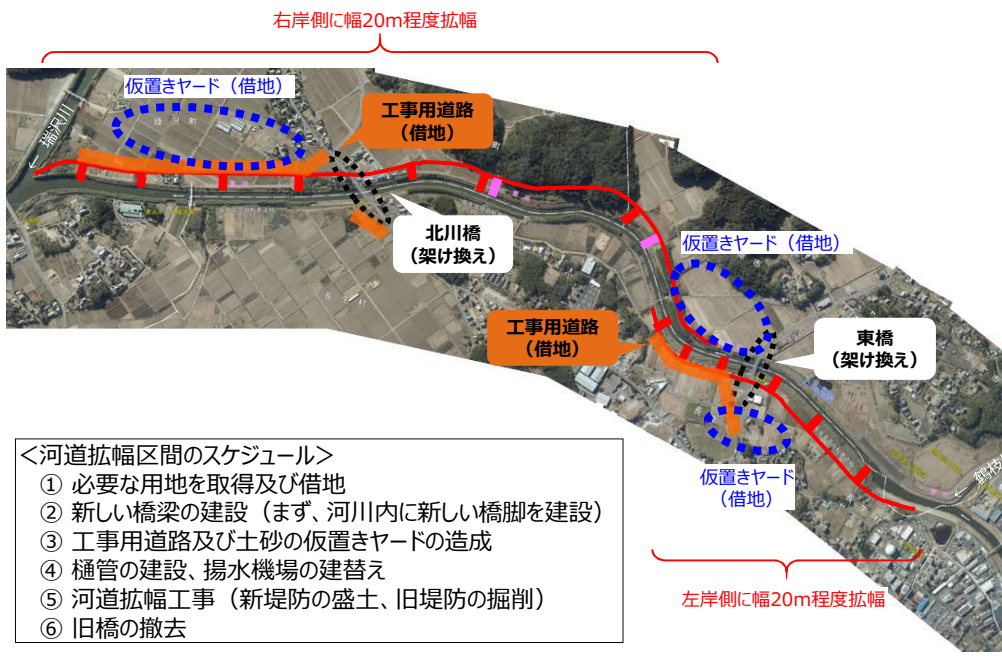 右岸側に幅20m程度拡幅
仮置きヤード（借地）
工事用道路
（借地）
陸沢町
← 瑞沢川
北川橋
（架け換え）
仮置きヤード（借地）
工事用道路
（借地）
東橋
（架け換え）
仮置きヤード
（借地）
左岸側に幅20m程度拡幅
＜河道拡幅区間のスケジュール＞
① 必要な用地を取得及び借地
② 新しい橋梁の建設（まず、河川内に新しい橋脚を建設）
③ 工事用道路及び土砂の仮置きヤードの造成
④ 樋管の建設、揚水機場の建替え
⑤ 河道拡幅工事（新堤防の盛土、旧堤防の掘削）
⑥ 旧橋の撤去